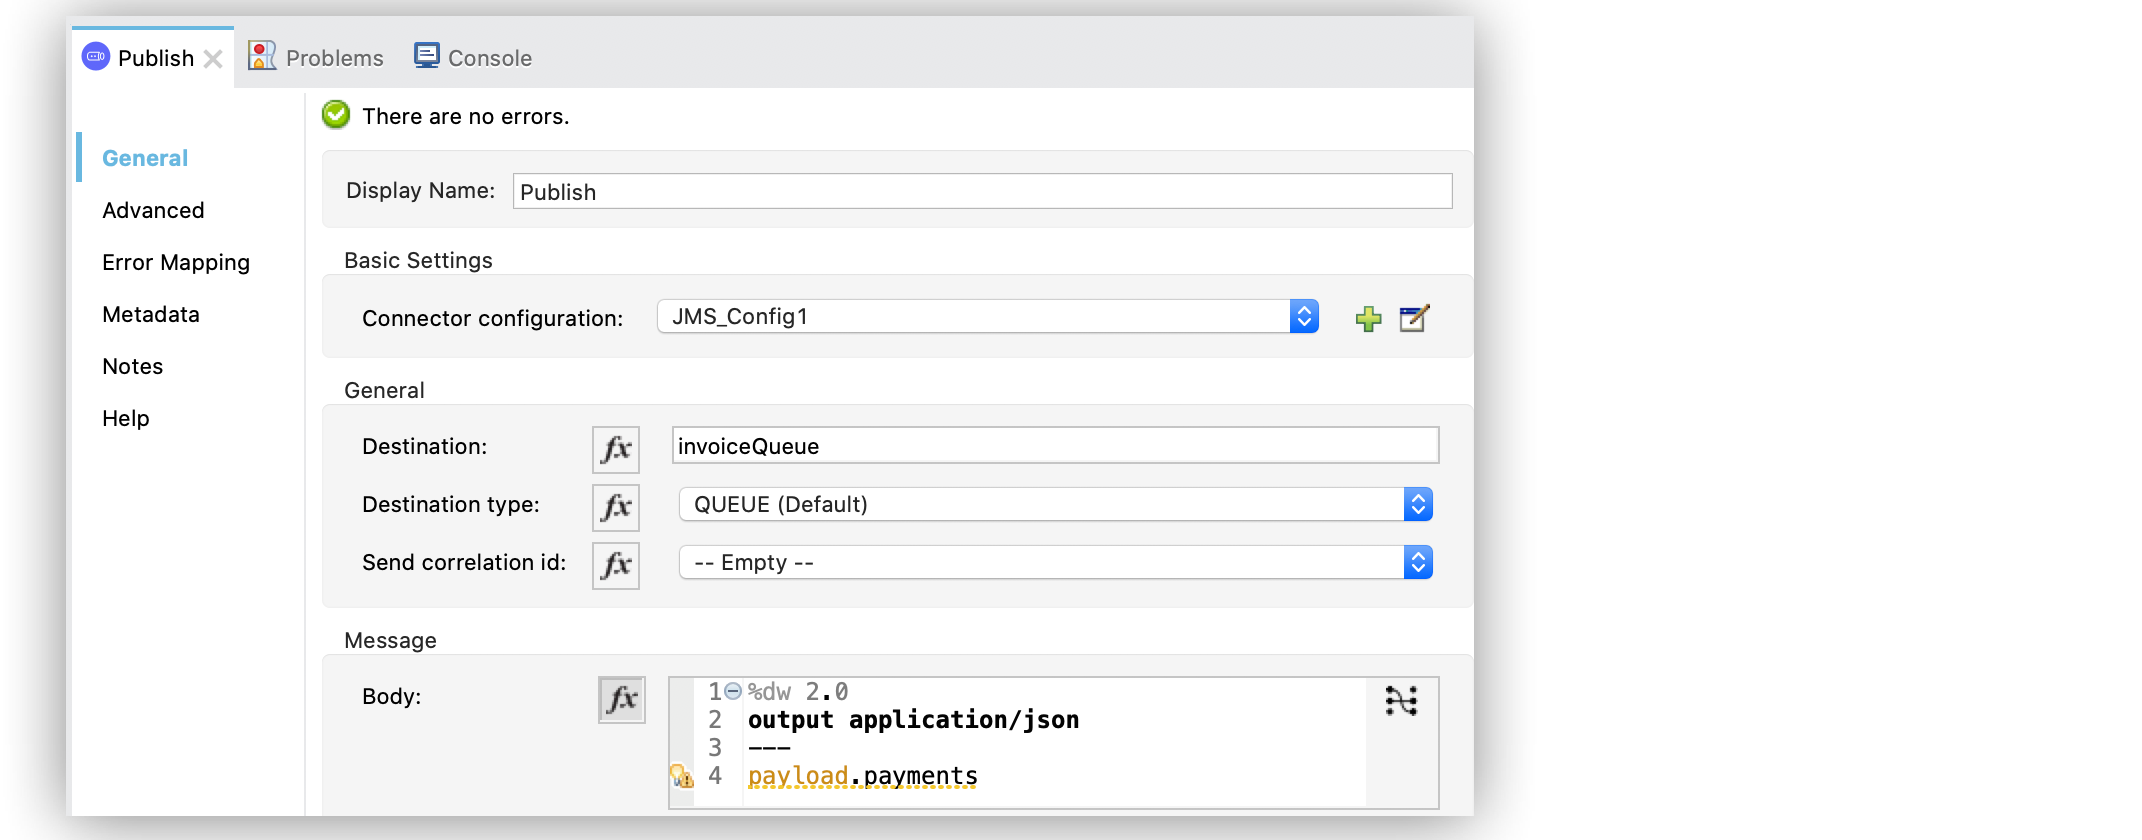 Publish Problems Console
There are no errors.
General
Advanced
Error Mapping
Metadata
Notes
Help
Display Name: Publish
Basic Settings
Connector configuration: JMS_Config1
General
Destination: fx invoiceQueue
Destination type: fx QUEUE (Default)
Send correlation id: fx -- Empty --
Message
Body: fx
1 %dw 2.0
2 output application/json
3 ---
4 payload.payments